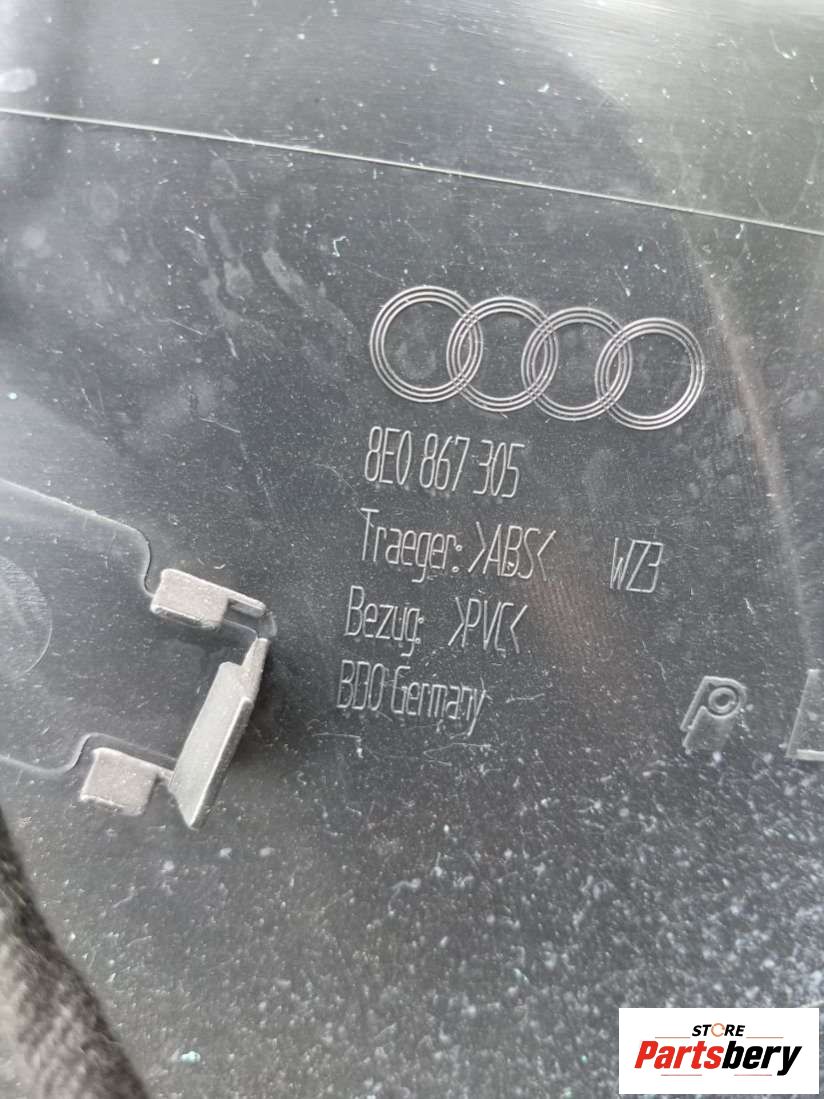 8E0 867 305
Traeger: >ABS< WZ3
Bezug: >PVC<
BDO Germany
STORE
Partsbery